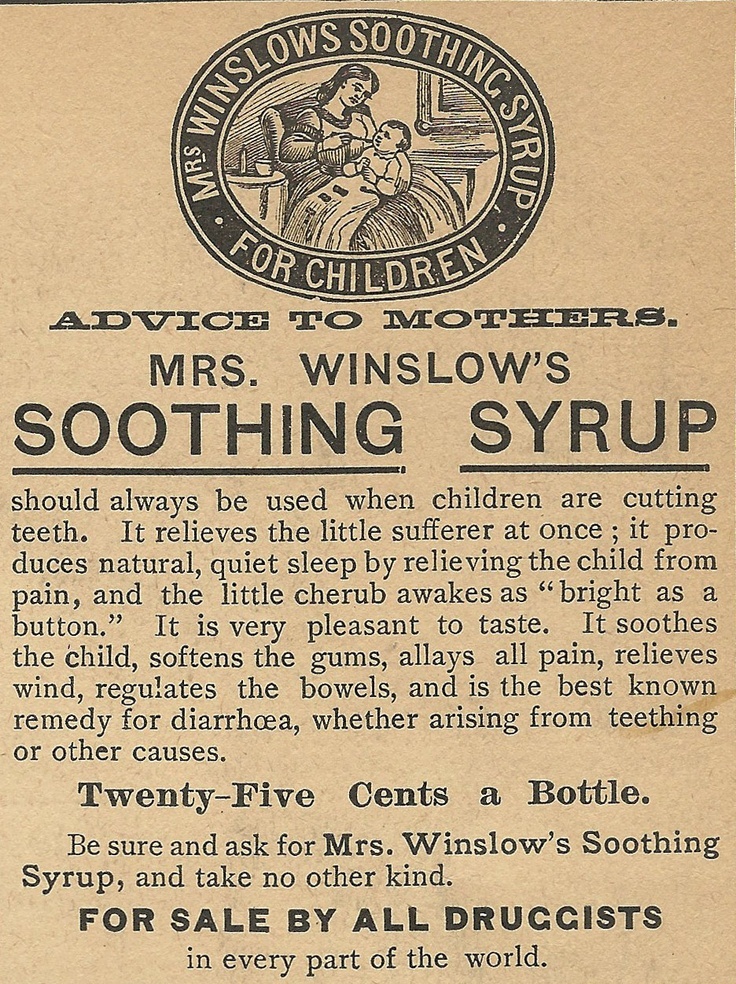 MRS WINSLOWS SOOTHING SYRUP
FOR CHILDREN
ADVICE TO MOTHERS.
MRS. WINSLOW'S
SOOTHING SYRUP
should always be used when children are cutting
teeth. It relieves the little sufferer at once ; it pro-
duces natural, quiet sleep by relieving the child from
pain, and the little cherub awakes as "bright as a
button." It is very pleasant to taste. It soothes
the child, softens the gums, allays all pain, relieves
wind, regulates the bowels, and is the best known
remedy for diarrhœa, whether arising from teething
or other causes.
Twenty-Five Cents a Bottle.
Be sure and ask for Mrs. Winslow's Soothing
Syrup, and take no other kind.
FOR SALE BY ALL DRUGGISTS
in every part of the world.